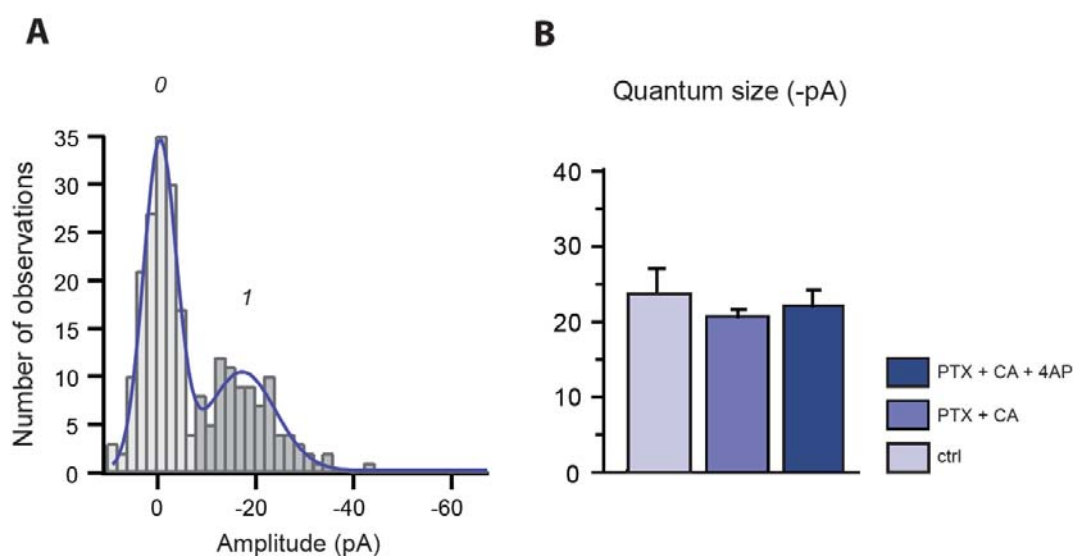 A
0
1
35
30
25
20
15
10
5
0
Number of observations
0
-20
-40
-60
Amplitude (pA)
B
Quantum size (-pA)
40
30
20
10
0
PTX + CA + 4AP
PTX + CA
ctrl